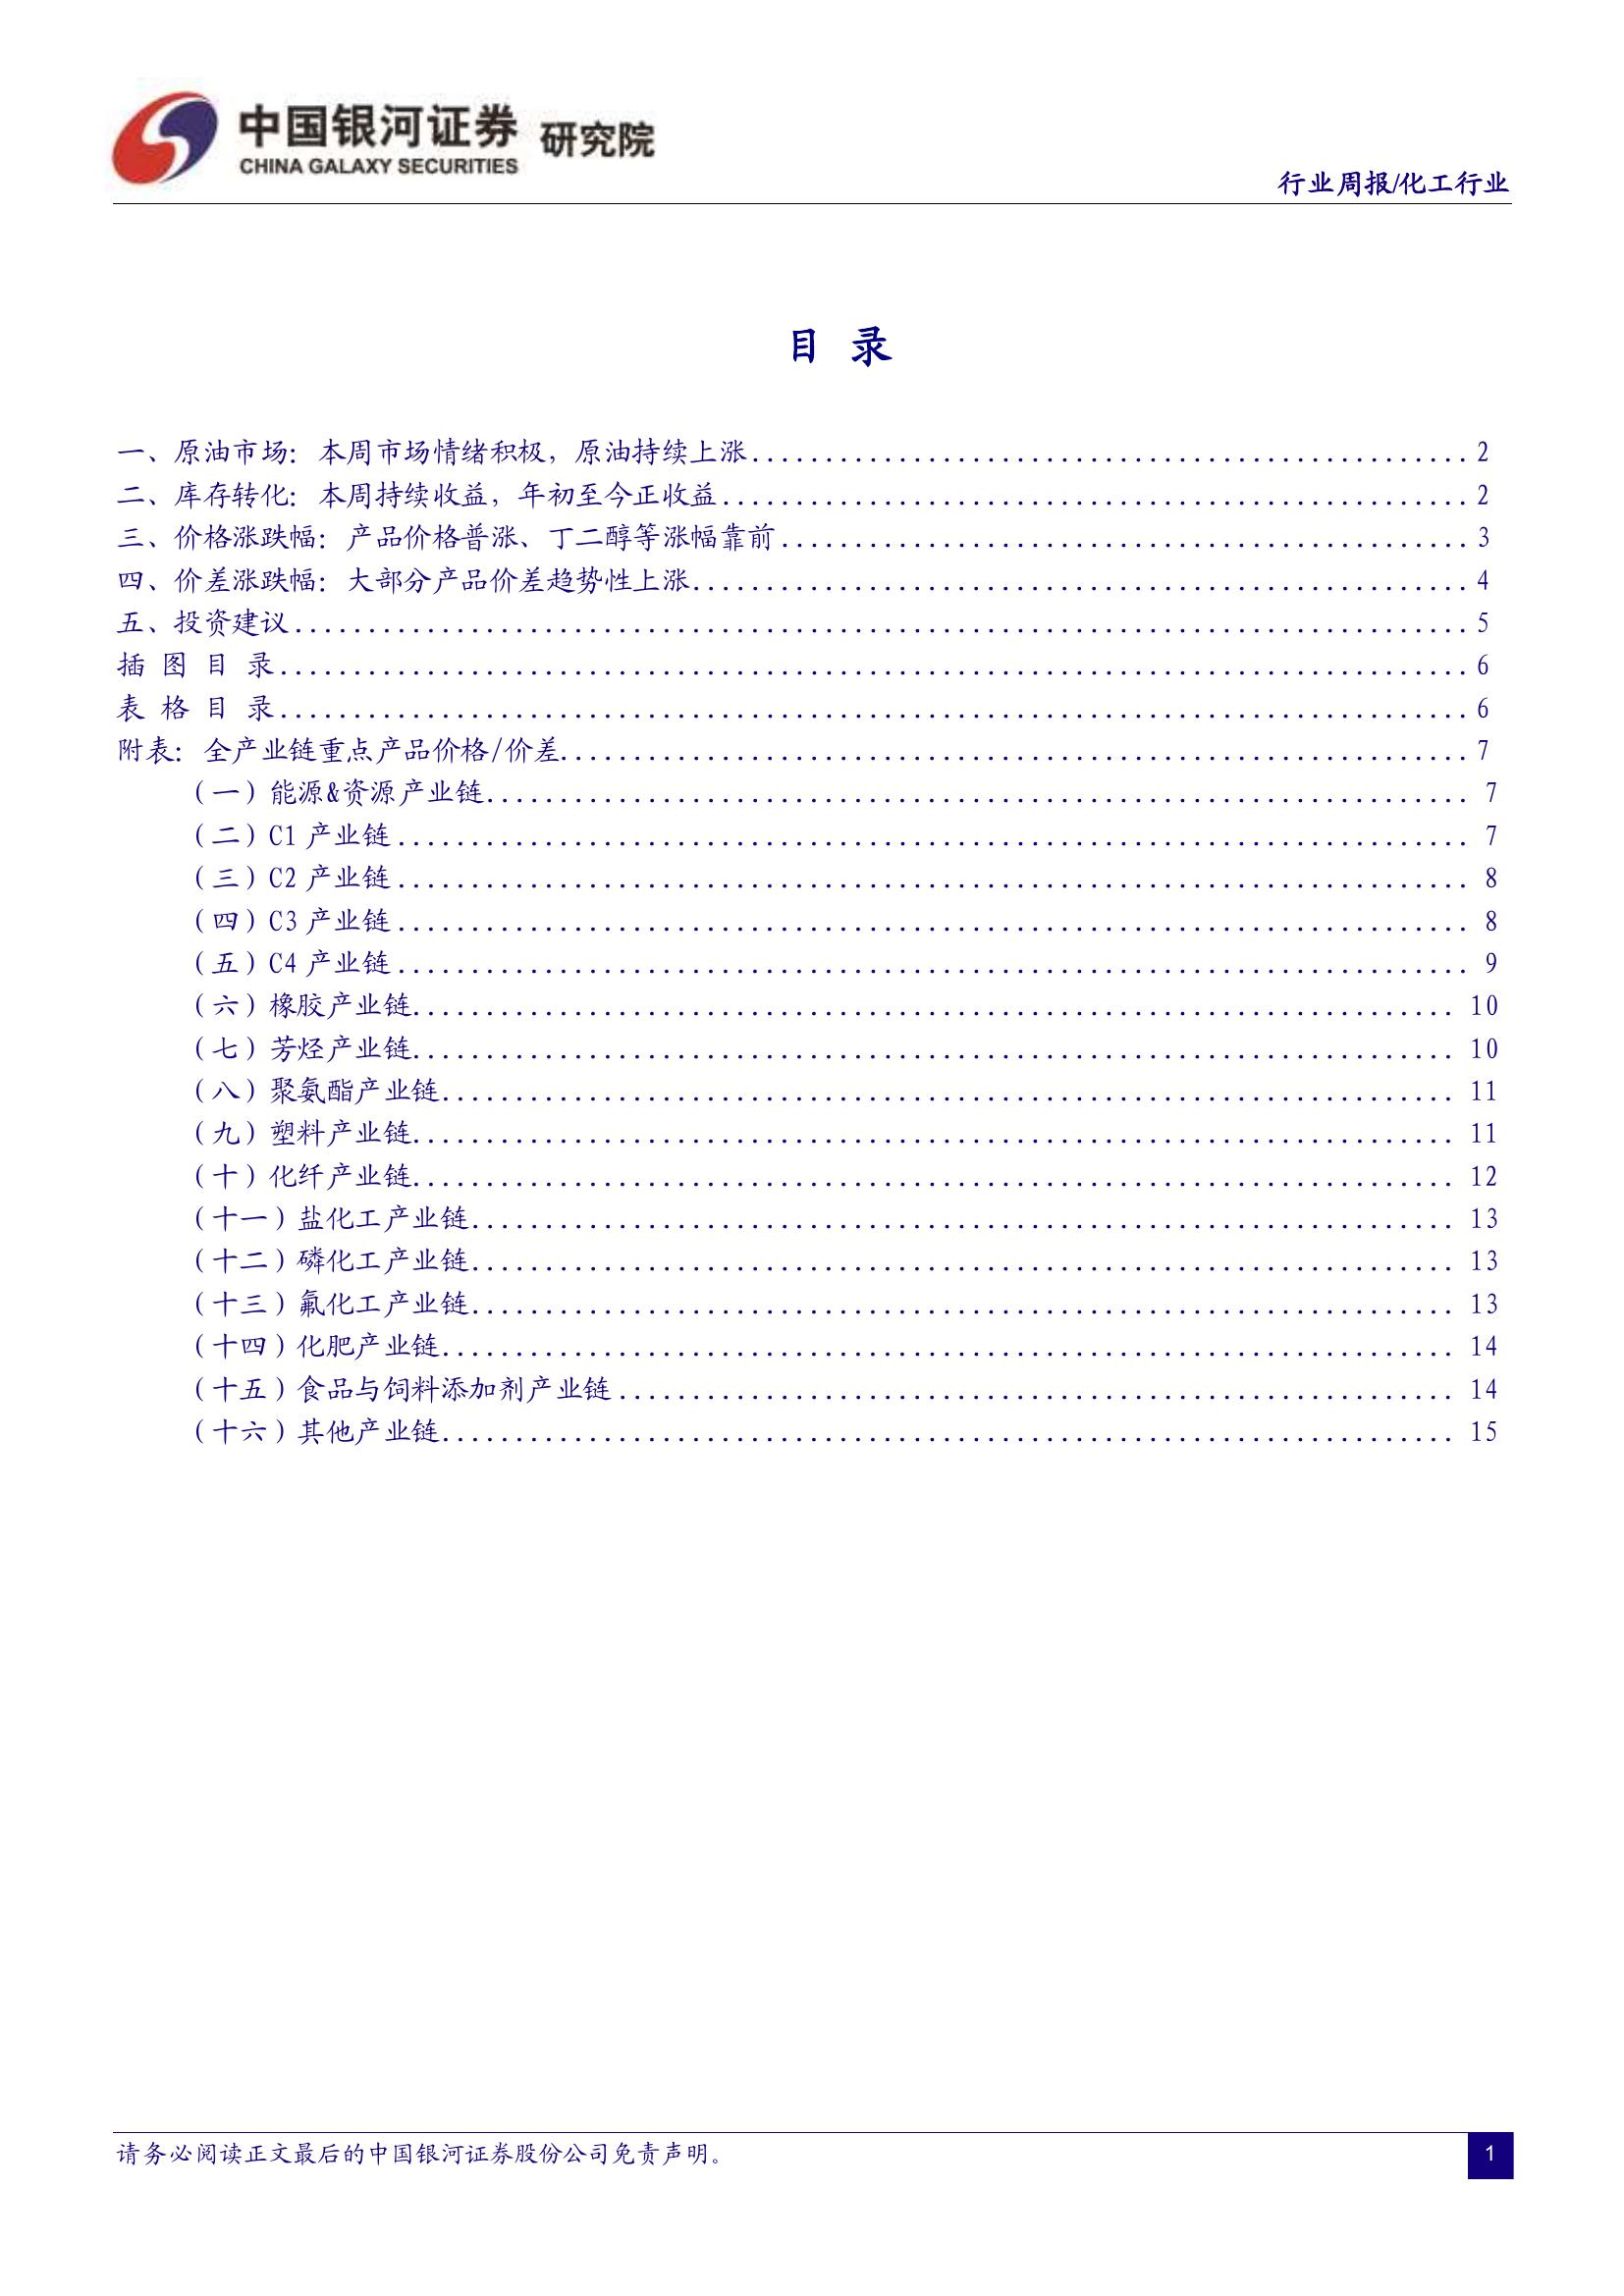 中国银河证券 研究院
CHINA GALAXY SECURITIES
行业周报/化工行业
目 录
一、原油市场：本周市场情绪积极，原油持续上涨 2
二、库存转化：本周持续收益，年初至今正收益 2
三、价格涨跌幅：产品价格普涨、丁二醇等涨幅靠前 3
四、价差涨跌幅：大部分产品价差趋势性上涨 4
五、投资建议 5
插 图 目 录 6
表 格 目 录 6
附表：全产业链重点产品价格/价差 7
（一）能源&资源产业链 7
（二）C1 产业链 7
（三）C2 产业链 8
（四）C3 产业链 8
（五）C4 产业链 9
（六）橡胶产业链 10
（七）芳烃产业链 10
（八）聚氨酯产业链 11
（九）塑料产业链 11
（十）化纤产业链 12
（十一）盐化工产业链 13
（十二）磷化工产业链 13
（十三）氟化工产业链 13
（十四）化肥产业链 14
（十五）食品与饲料添加剂产业链 14
（十六）其他产业链 15
请务必阅读正文最后的中国银河证券股份公司免责声明。
1